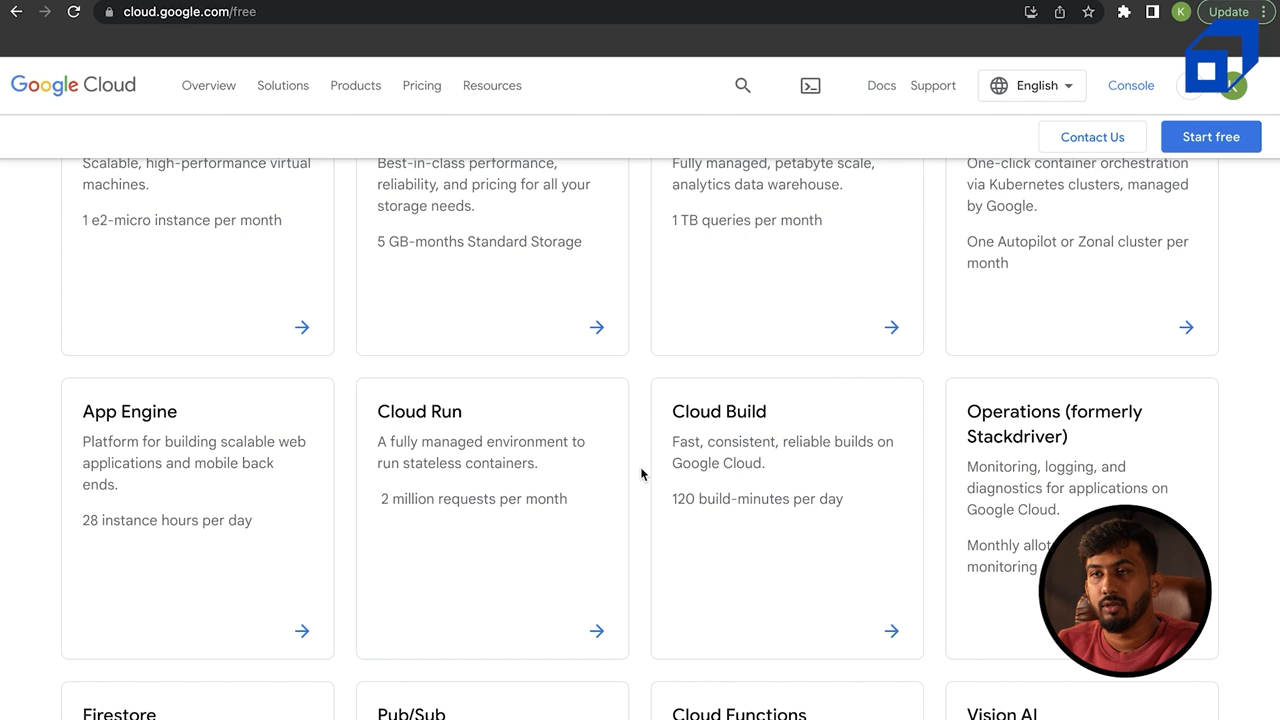 cloud.google.com/free
K
Update
Google Cloud
Overview
Solutions
Products
Pricing
Resources
Docs
Support
English
Console
Contact Us
Start free
Scalable, high-performance virtual
machines.
1 e2-micro instance per month
Best-in-class performance,
reliability, and pricing for all your
storage needs.
5 GB-months Standard Storage
Fully managed, petabyte scale,
analytics data warehouse.
1 TB queries per month
One-click container orchestration
via Kubernetes clusters, managed
by Google.
One Autopilot or Zonal cluster per
month
App Engine
Platform for building scalable web
applications and mobile back
ends.
28 instance hours per day
Cloud Run
A fully managed environment to
run stateless containers.
2 million requests per month
Cloud Build
Fast, consistent, reliable builds on
Google Cloud.
120 build-minutes per day
Operations (formerly
Stackdriver)
Monitoring, logging, and
diagnostics for applications on
Google Cloud.
Monthly
monitoring
Firestore
Pub/Sub
Cloud Functions
Vision AI